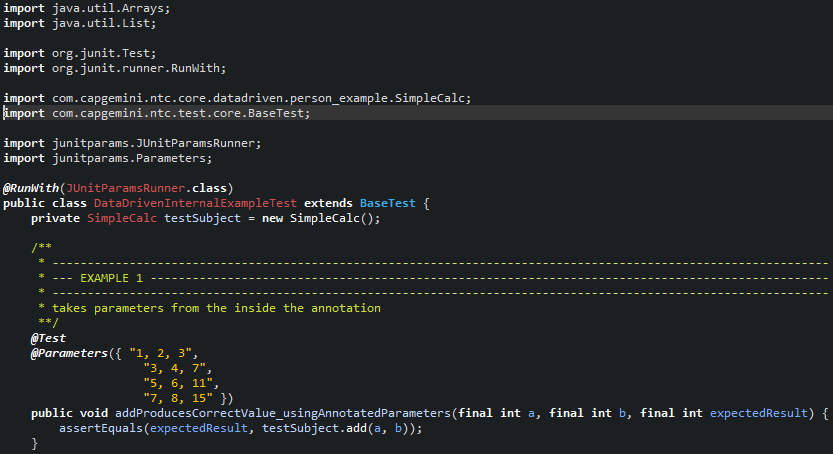 import java.util.Arrays;
import java.util.List;
import org.junit.Test;
import org.junit.runner.RunWith;
import com.capgemini.ntc.core.datadriven.person_example.SimpleCalc;
import com.capgemini.ntc.test.core.BaseTest;
import junitparams.JUnitParamsRunner;
import junitparams.Parameters;
@RunWith(JUnitParamsRunner.class)
public class DataDrivenInternalExampleTest extends BaseTest {
    private SimpleCalc testSubject = new SimpleCalc();
    /**
     * ---------------------------------------------------------------------------------------------------------------
     * --- EXAMPLE 1 -------------------------------------------------------------------------------------------------
     * ---------------------------------------------------------------------------------------------------------------
     * takes parameters from the inside the annotation
     **/
    @Test
    @Parameters({ "1, 2, 3",
                    "3, 4, 7",
                    "5, 6, 11",
                    "7, 8, 15" })
    public void addProducesCorrectValue_usingAnnotatedParameters(final int a, final int b, final int expectedResult) {
        assertEquals(expectedResult, testSubject.add(a, b));
    }